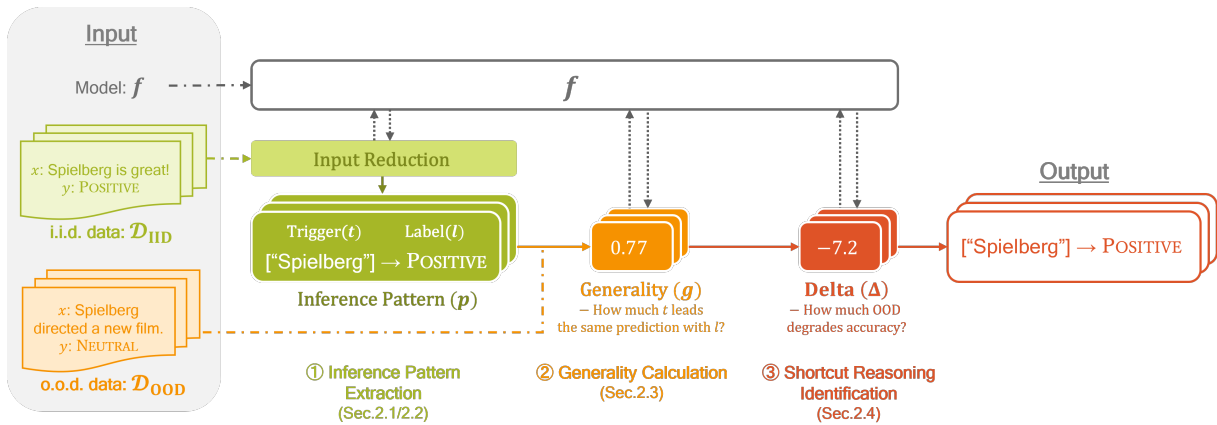 Input
Model: f
f
x: Spielberg is great!
y: POSITIVE
i.i.d. data: D_IID
x: Spielberg
directed a new film.
y: NEUTRAL
o.o.d. data: D_OOD
Input Reduction
Trigger(t) Label(l)
["Spielberg"] → POSITIVE
Inference Pattern (p)
0.77
Generality (g)
– How much t leads
the same prediction with l?
−7.2
Delta (Δ)
– How much OOD
degrades accuracy?
Output
["Spielberg"] → POSITIVE
① Inference Pattern
Extraction
(Sec.2.1/2.2)
② Generality Calculation
(Sec.2.3)
③ Shortcut Reasoning
Identification
(Sec.2.4)